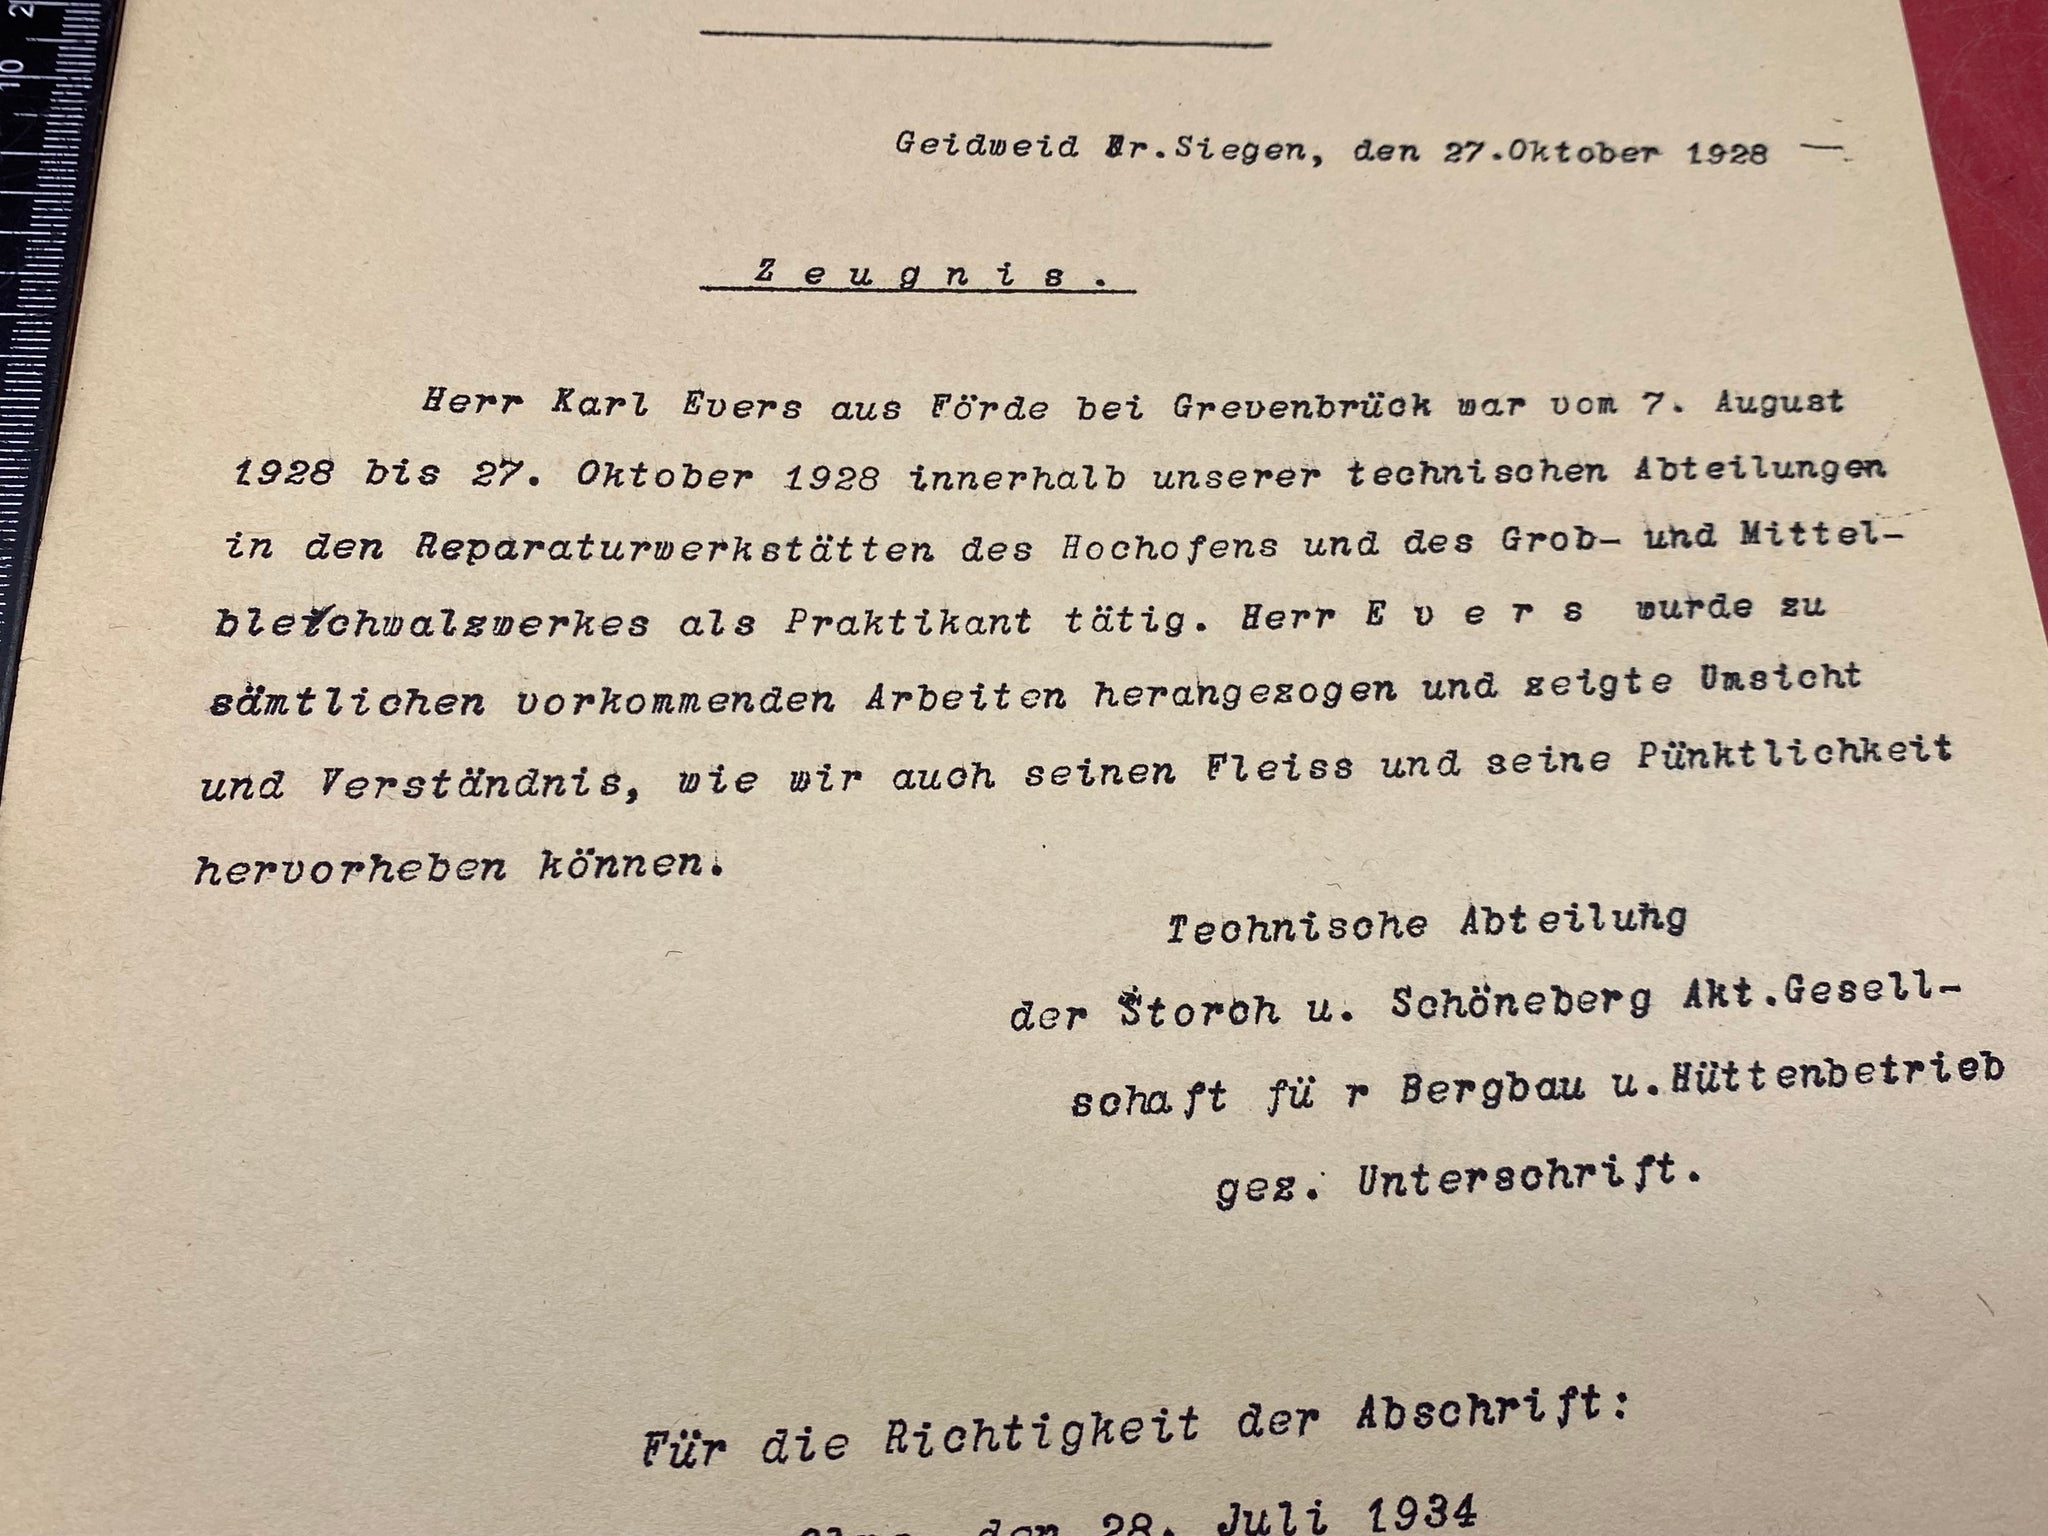 Geidweid Kr.Siegen, den 27.Oktober 1928 —
Zeugnis.
Herr Karl Evers aus Förde bei Grevenbrück war vom 7. August
1928 bis 27. Oktober 1928 innerhalb unserer technischen Abteilungen
in den Reparaturwerkstätten des Hochofens und des Grob- und Mittel-
blechwalzwerkes als Praktikant tätig. Herr Evers wurde zu
sämtlichen vorkommenden Arbeiten herangezogen und zeigte Umsicht
und Verständnis, wie wir auch seinen Fleiss und seine Pünktlichkeit
hervorheben können.
Technische Abteilung
der Storch u. Schöneberg Akt.Gesell-
schaft fü r Bergbau u.Hüttenbetrieb
gez. Unterschrift.
Für die Richtigkeit der Abschrift:
den 28. Juli 1934
10